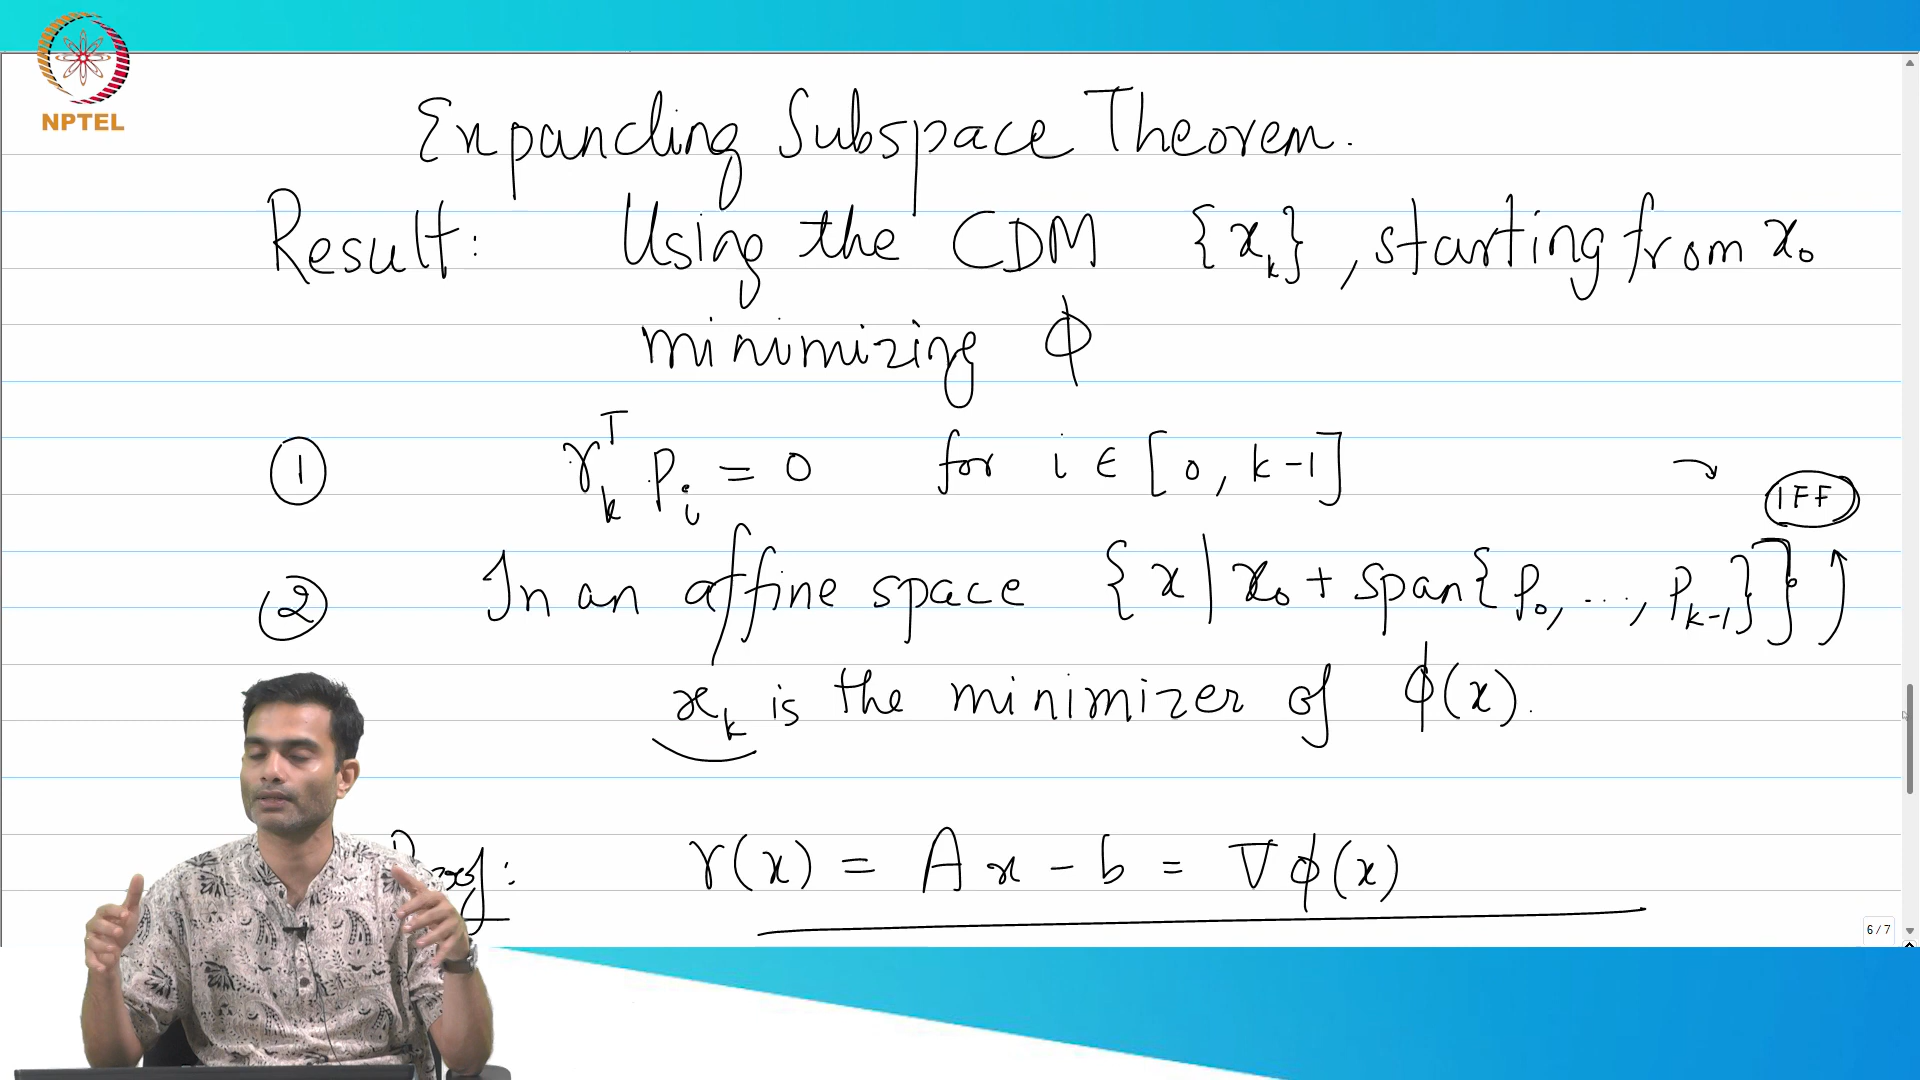 NPTEL
Expanding Subspace Theorem.
Result: Using the CDM {x_k}, starting from x_0
minimizing ϕ
① r_k^T p_i = 0 for i ∈ [0, k-1]
IFF
② In an affine space {x | x_0 + span{p_0, ..., p_{k-1}}}
x_k is the minimizer of ϕ(x).
Proof: r(x) = Ax - b = ∇ϕ(x)
6 / 7